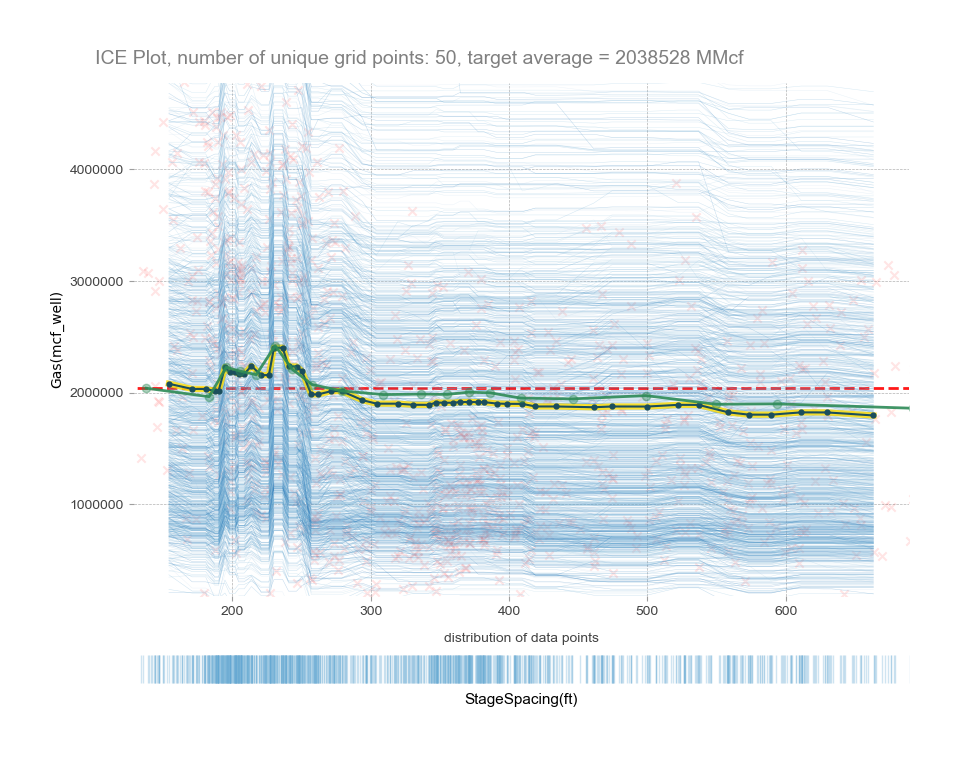 ICE Plot, number of unique grid points: 50, target average = 2038528 MMcf
Gas(mcf_well)
4000000
3000000
2000000
1000000
200 300 400 500 600
distribution of data points
StageSpacing(ft)